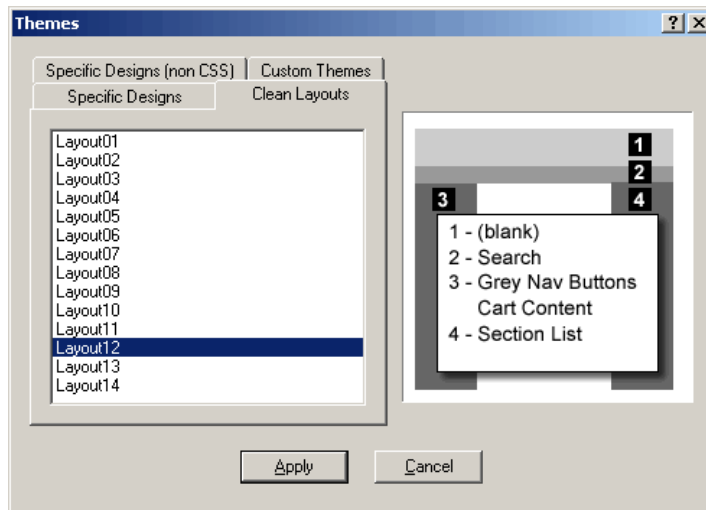 Themes
Specific Designs (non CSS)
Custom Themes
Specific Designs
Clean Layouts
Layout01
Layout02
Layout03
Layout04
Layout05
Layout06
Layout07
Layout08
Layout09
Layout10
Layout11
Layout12
Layout13
Layout14
1
2
3
4
1 - (blank)
2 - Search
3 - Grey Nav Buttons
Cart Content
4 - Section List
Apply
Cancel